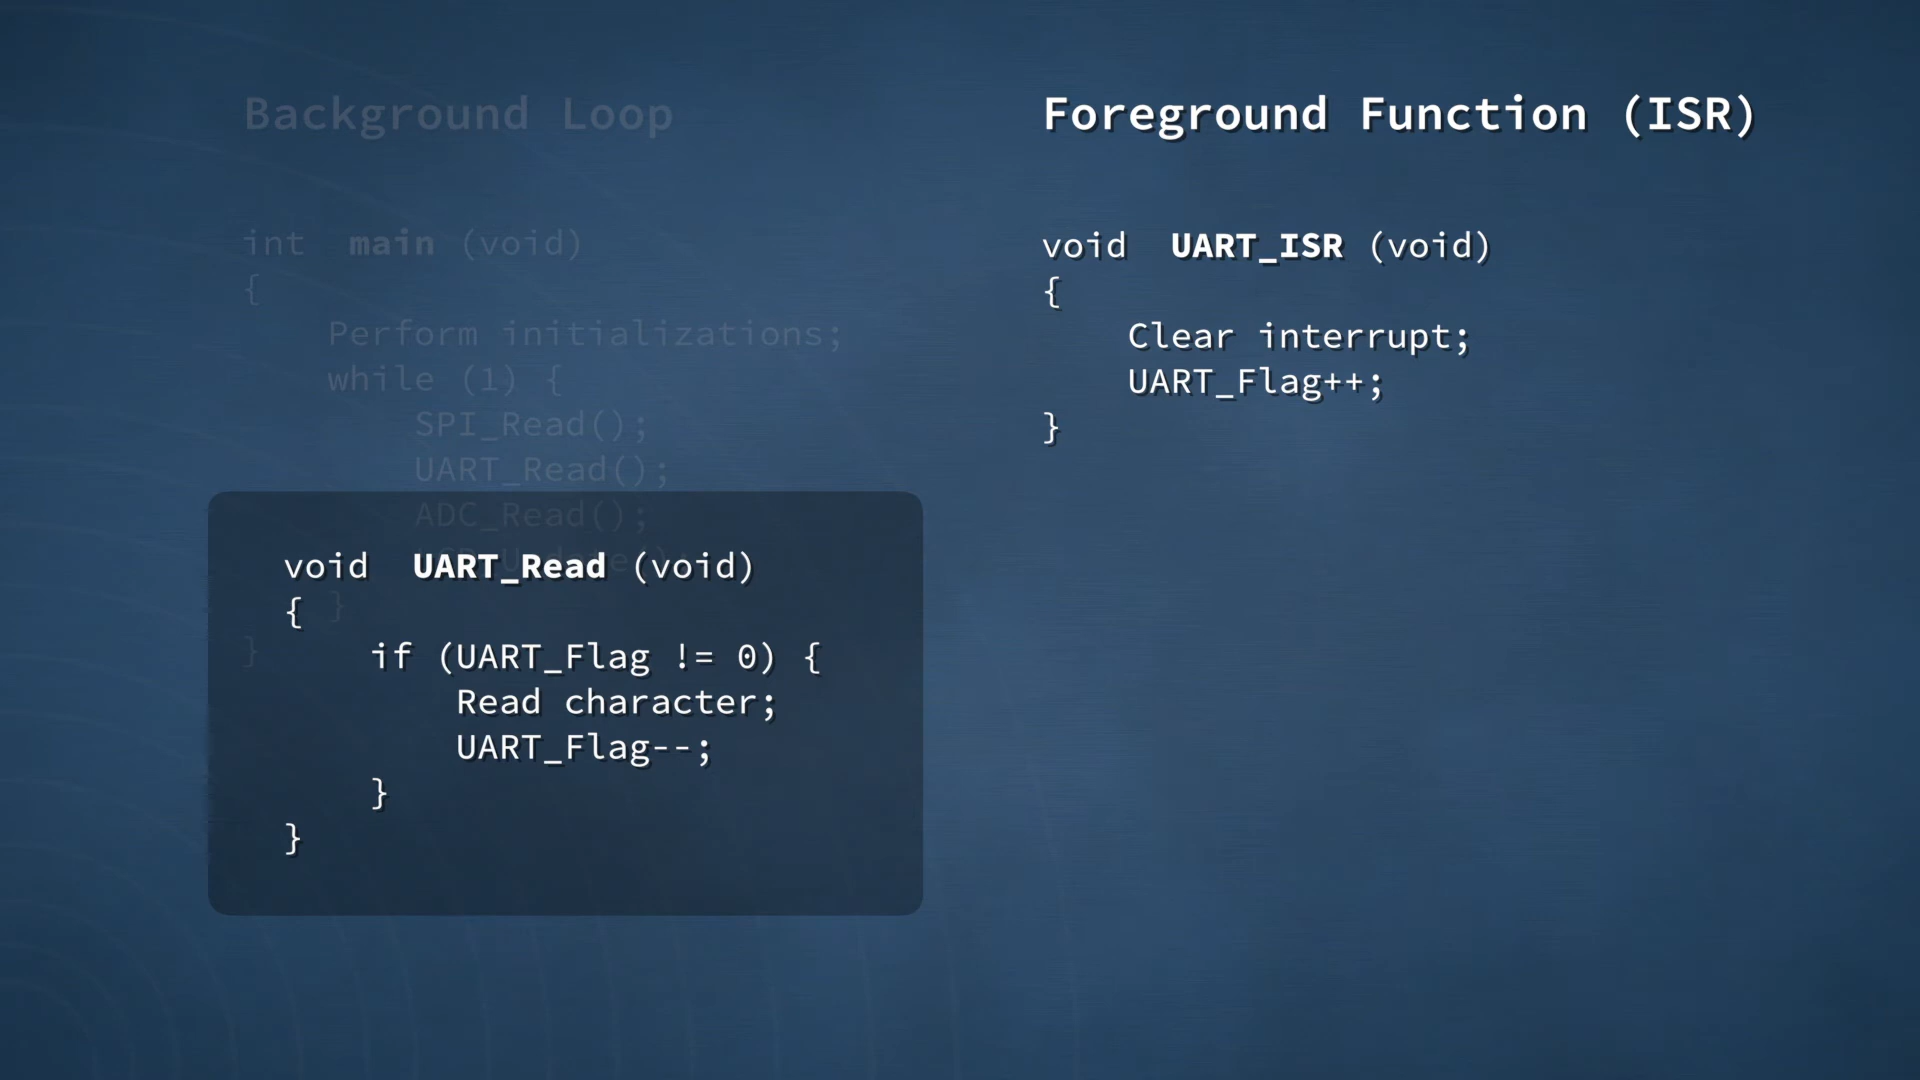 Background Loop
int main (void)
{
Perform initializations;
while (1) {
SPI_Read();
UART_Read();
ADC_Read();
}
}
void UART_Read (void)
{
if (UART_Flag != 0) {
Read character;
UART_Flag--;
}
}
Foreground Function (ISR)
void UART_ISR (void)
{
Clear interrupt;
UART_Flag++;
}